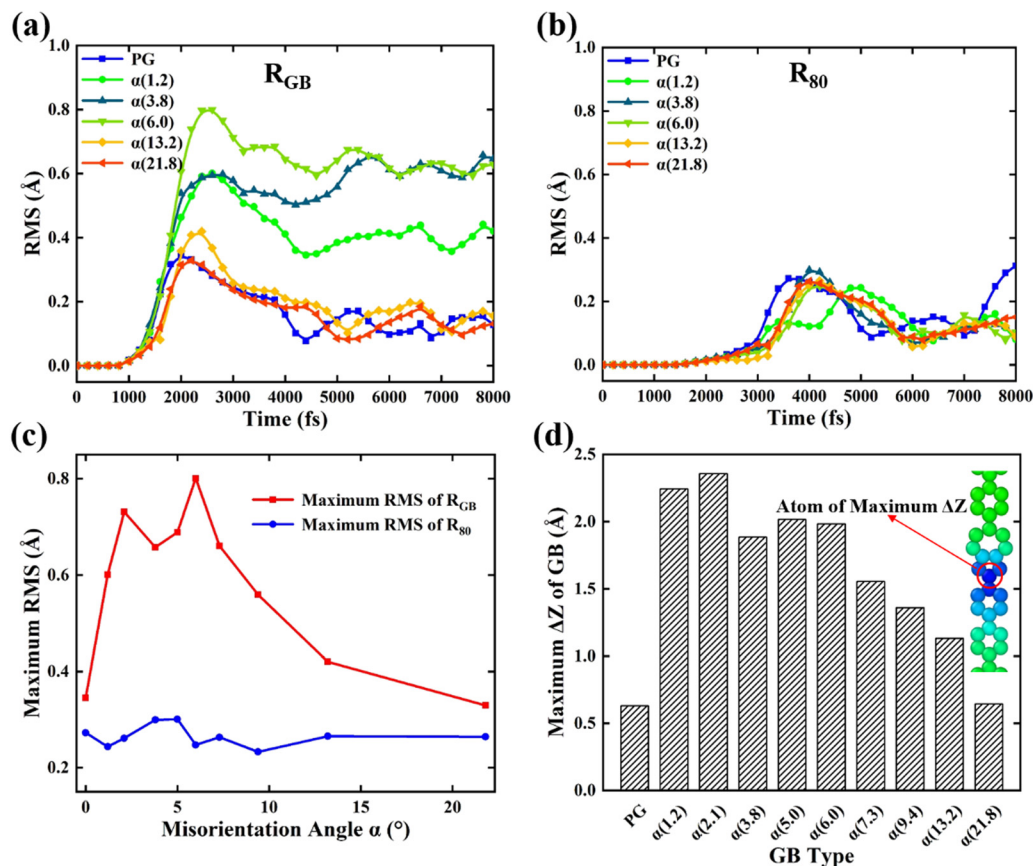 (a)
R_GB
PG
α(1.2)
α(3.8)
α(6.0)
α(13.2)
α(21.8)
RMS (Å)
1.0
0.8
0.6
0.4
0.2
0.0
0 1000 2000 3000 4000 5000 6000 7000 8000
Time (fs)
(b)
R_80
PG
α(1.2)
α(3.8)
α(6.0)
α(13.2)
α(21.8)
RMS (Å)
1.0
0.8
0.6
0.4
0.2
0.0
0 1000 2000 3000 4000 5000 6000 7000 8000
Time (fs)
(c)
Maximum RMS of R_GB
Maximum RMS of R_80
Maximum RMS (Å)
0.8
0.6
0.4
0.2
0 5 10 15 20
Misorientation Angle α (°)
(d)
Atom of Maximum ΔZ
Maximum ΔZ of GB (Å)
2.5
2.0
1.5
1.0
0.5
0.0
PG α(1.2) α(2.1) α(3.8) α(5.0) α(6.0) α(7.3) α(9.4) α(13.2) α(21.8)
GB Type